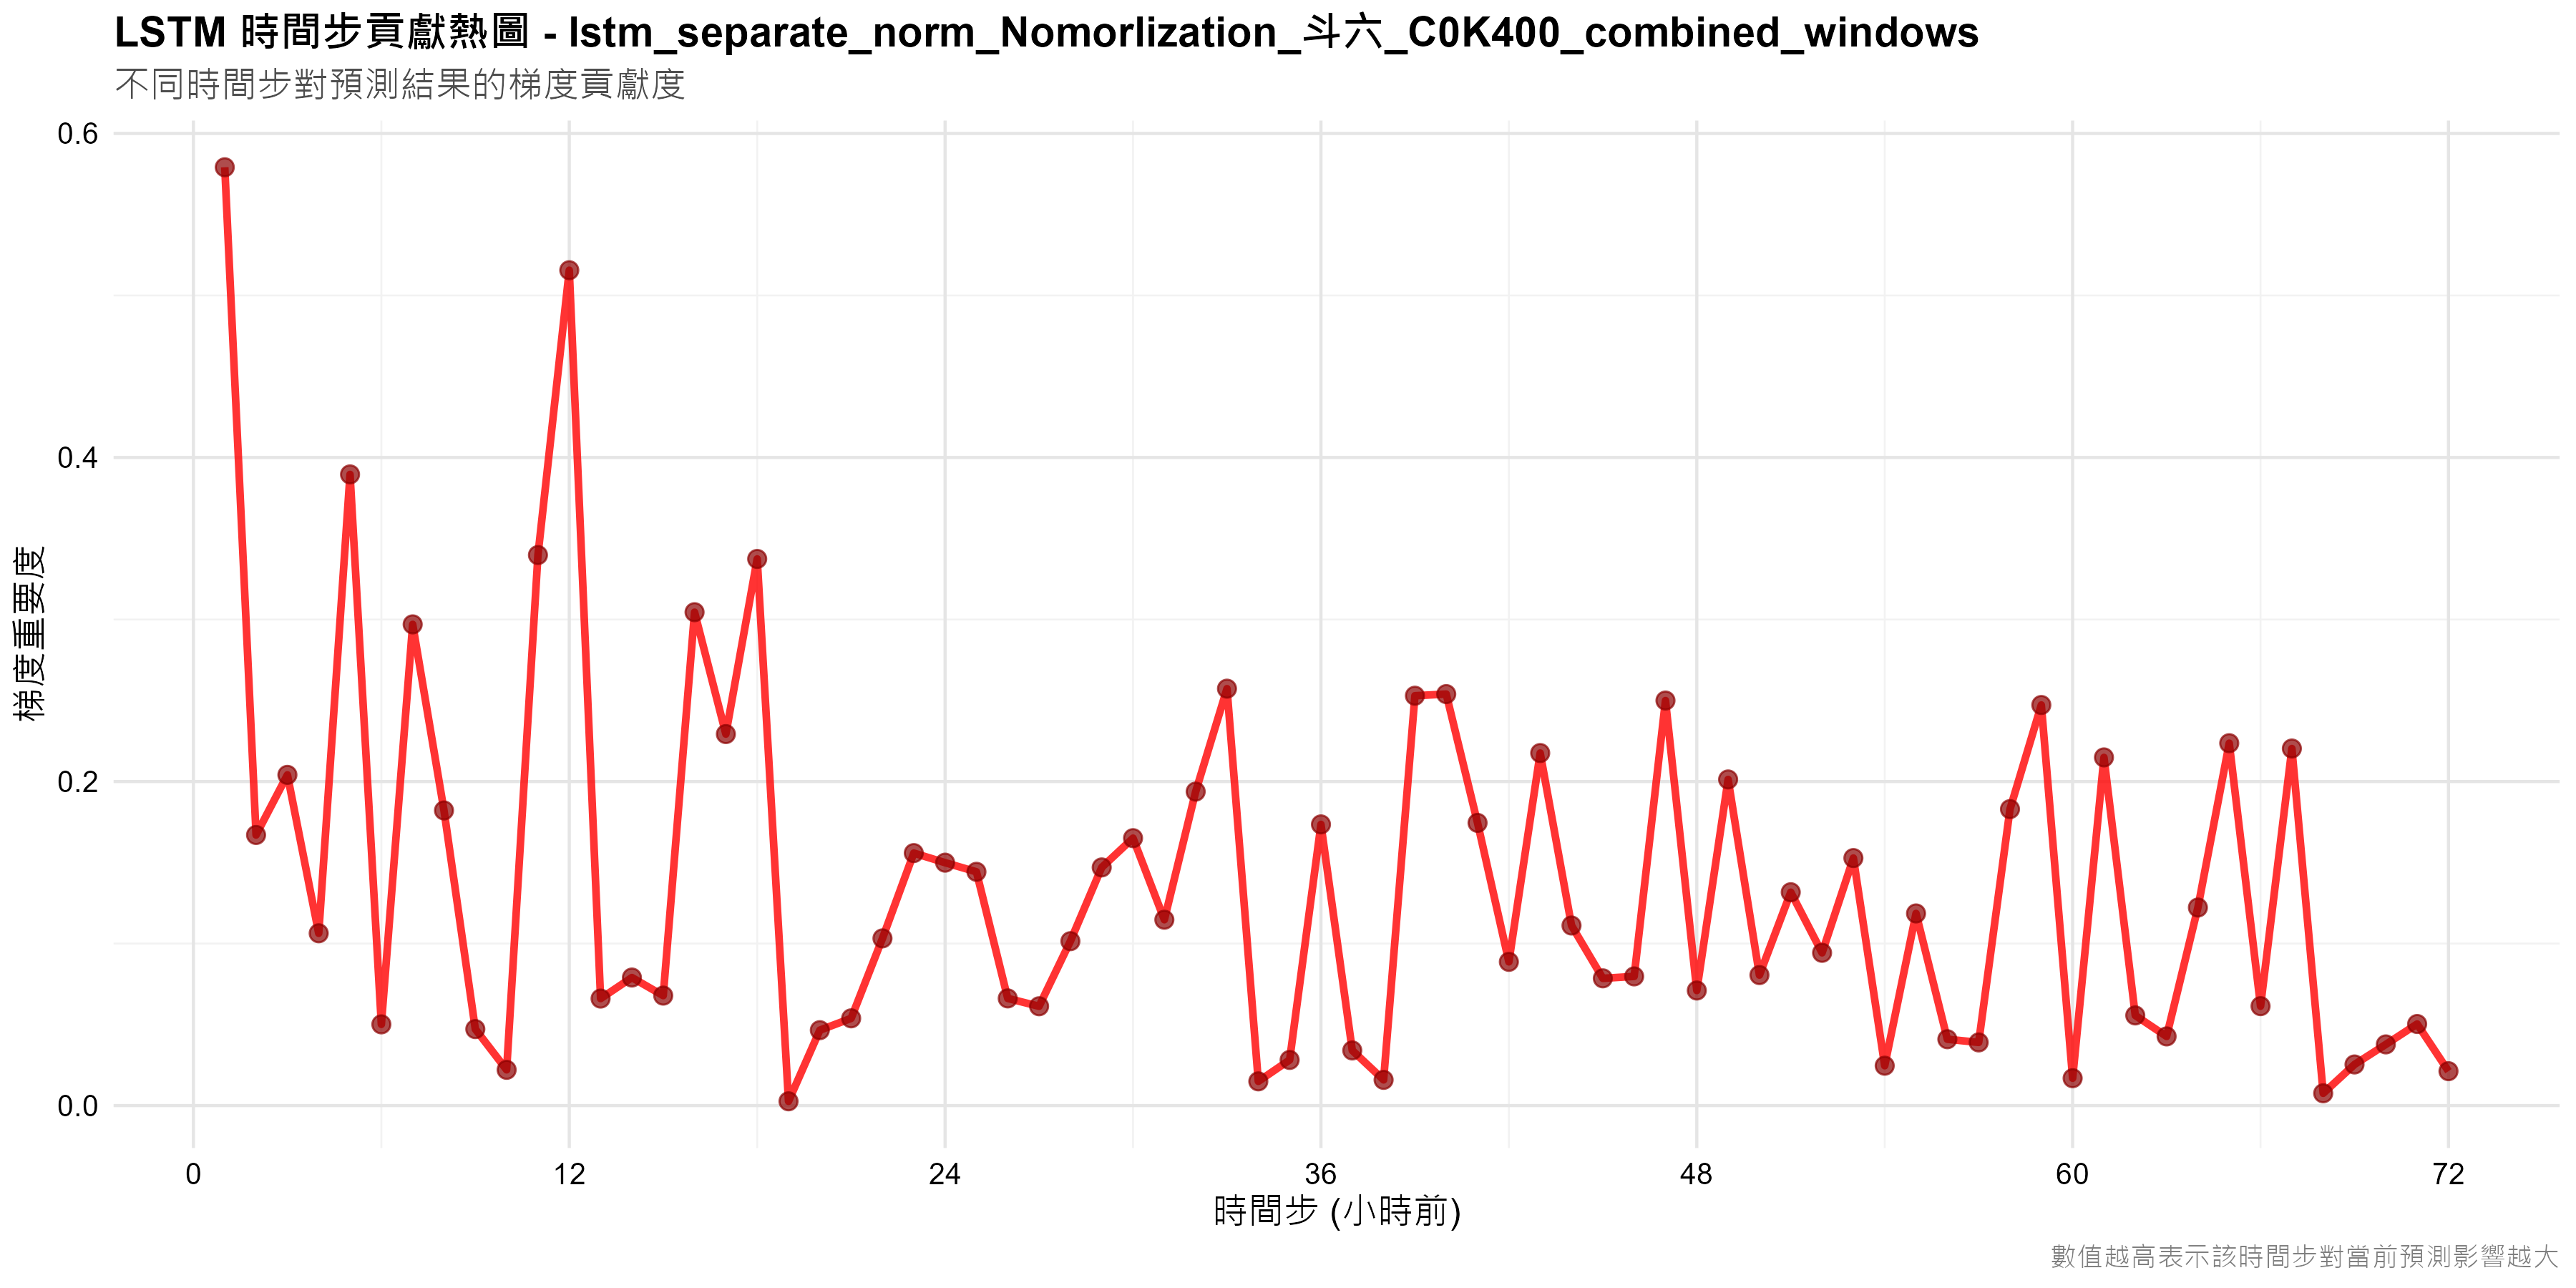 LSTM 時間步貢獻熱圖 - lstm_separate_norm_Nomorlization_斗六_C0K400_combined_windows
不同時間步對預測結果的梯度貢獻度
0.6
0.4
0.2
0.0
梯度重要度
0 12 24 36 48 60 72
時間步 (小時前)
數值越高表示該時間步對當前預測影響越大